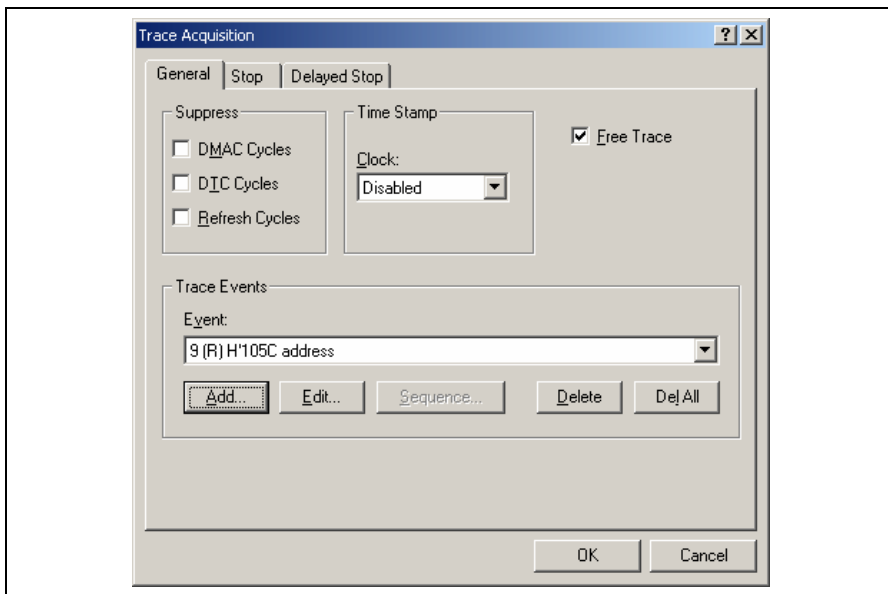 Trace Acquisition
General
Stop
Delayed Stop
Suppress
DMAC Cycles
DTC Cycles
Refresh Cycles
Time Stamp
Clock:
Disabled
Free Trace
Trace Events
Event:
9 (R) H'105C address
Add...
Edit...
Sequence...
Delete
Del All
OK
Cancel